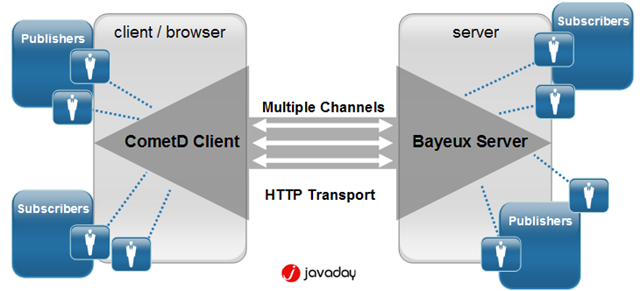 Publishers
client / browser
server
Subscribers
Multiple Channels
CometD Client
Bayeux Server
HTTP Transport
Subscribers
Publishers
javaday